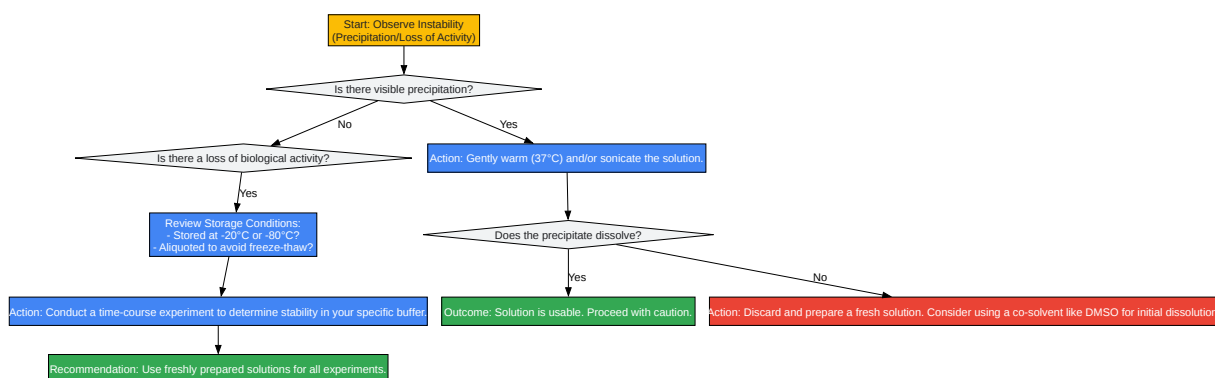 Start: Observe Instability
(Precipitation/Loss of Activity)
Is there visible precipitation?
No
Yes
Is there a loss of biological activity?
Action: Gently warm (37°C) and/or sonicate the solution.
Yes
Review Storage Conditions:
- Stored at -20°C or -80°C?
- Aliquoted to avoid freeze-thaw?
Does the precipitate dissolve?
Yes
No
Action: Conduct a time-course experiment to determine stability in your specific buffer.
Outcome: Solution is usable. Proceed with caution.
Action: Discard and prepare a fresh solution. Consider using a co-solvent like DMSO for initial dissolution.
Recommendation: Use freshly prepared solutions for all experiments.